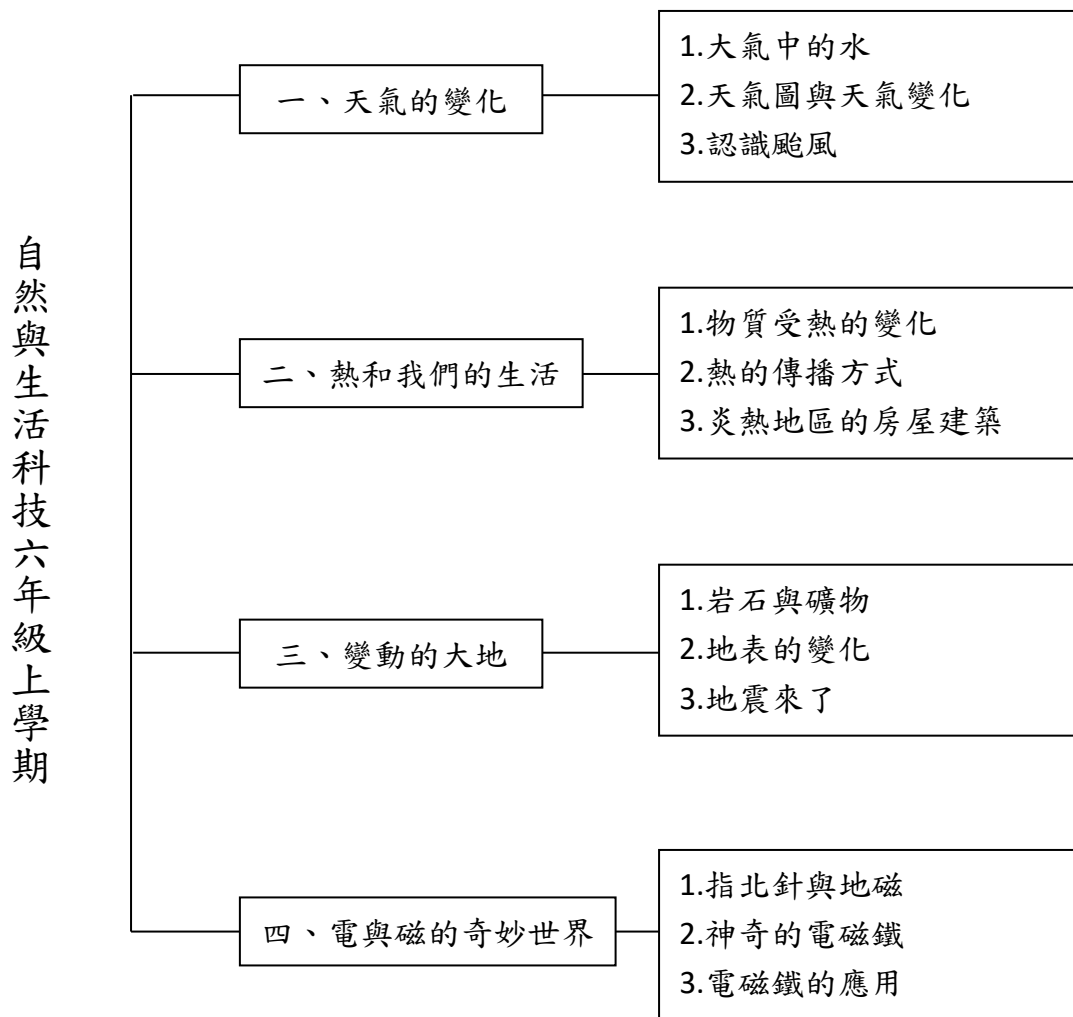 自然與生活科技六年級上學期
一、天氣的變化
1.大氣中的水
2.天氣圖與天氣變化
3.認識颱風
二、熱和我們的生活
1.物質受熱的變化
2.熱的傳播方式
3.炎熱地區的房屋建築
三、變動的大地
1.岩石與礦物
2.地表的變化
3.地震來了
四、電與磁的奇妙世界
1.指北針與地磁
2.神奇的電磁鐵
3.電磁鐵的應用